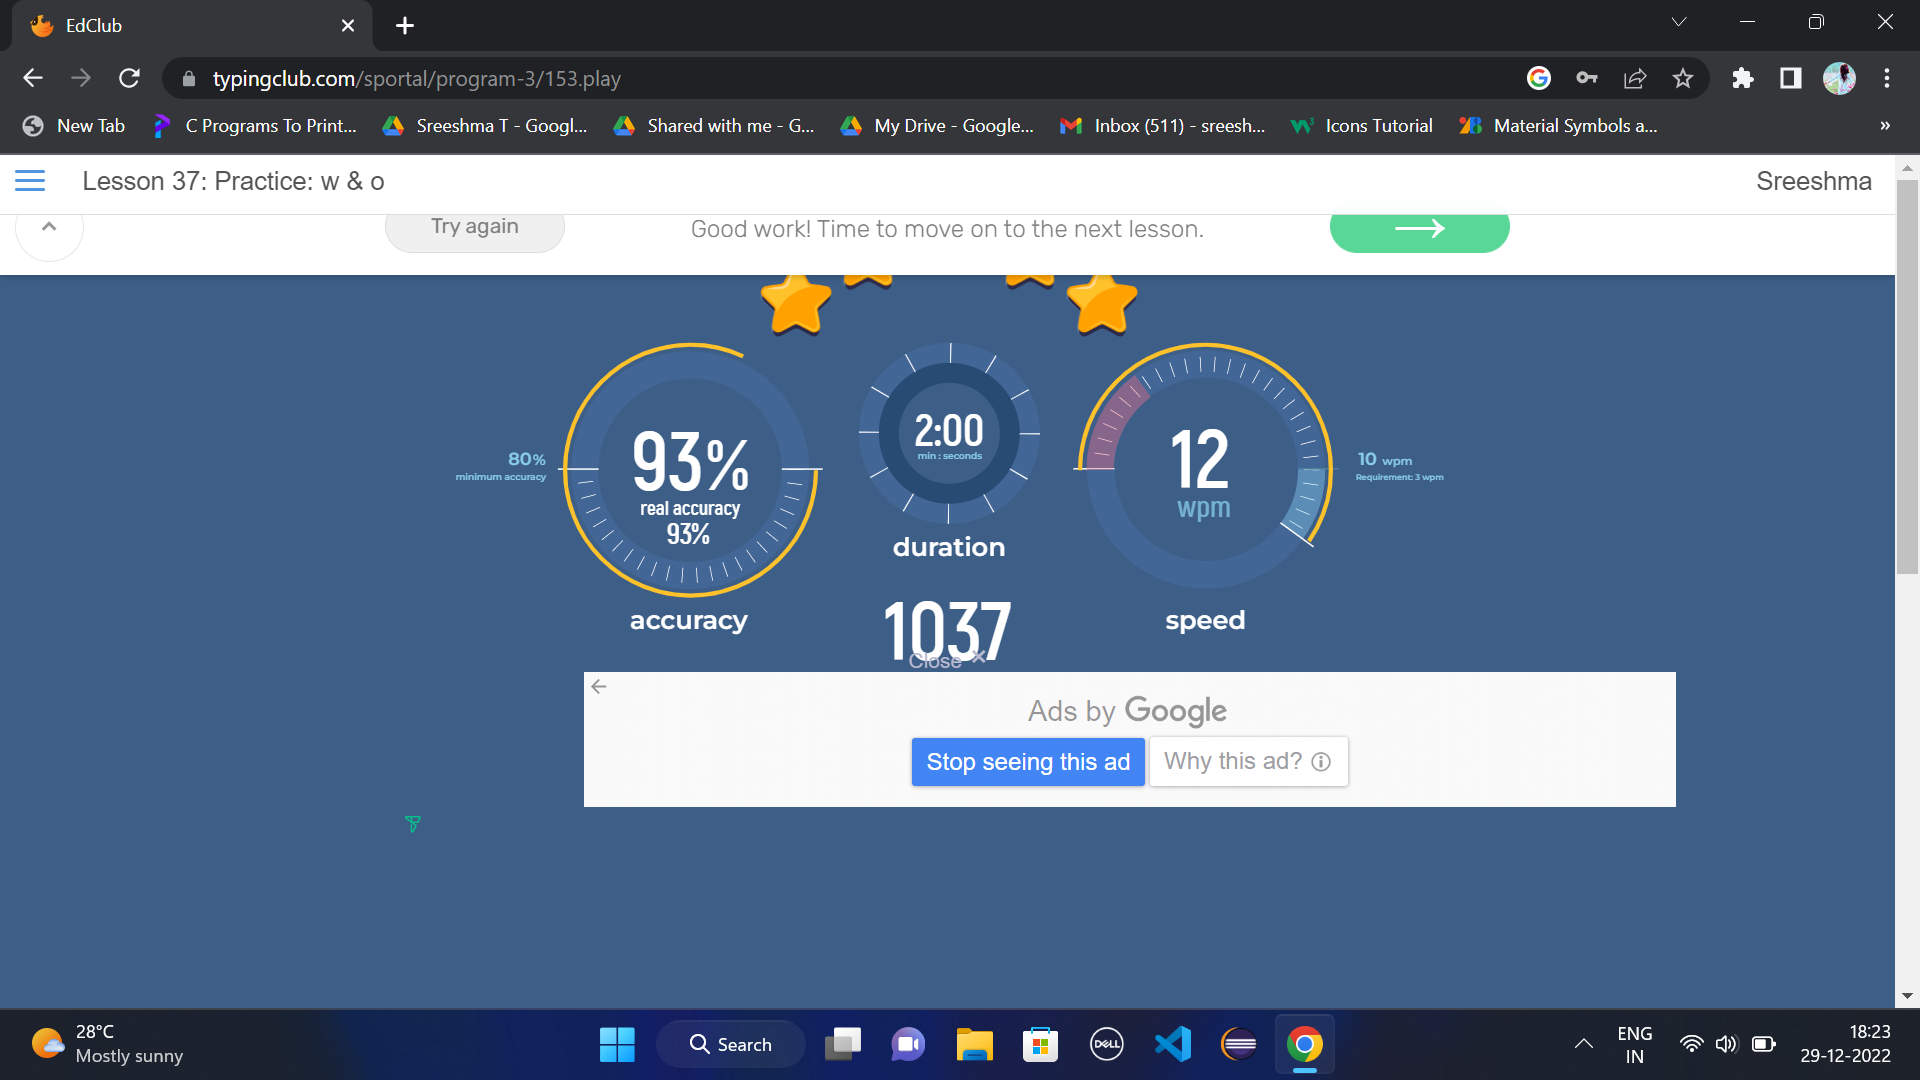 EdClub
typingclub.com/sportal/program-3/153.play
New Tab
C Programs To Print...
Sreeshma T - Googl...
Shared with me - G...
My Drive - Google...
Inbox (511) - sreesh...
Icons Tutorial
Material Symbols a...
»
Lesson 37: Practice: w & o
Sreeshma
Try again
Good work! Time to move on to the next lesson.
80%
minimum accuracy
93%
real accuracy
93%
accuracy
2:00
min : seconds
duration
1037
12
wpm
speed
10 wpm
Requirement: 3 wpm
Close
Ads by Google
Stop seeing this ad
Why this ad?
28°C
Mostly sunny
Search
DELL
ENG
IN
18:23
29-12-2022